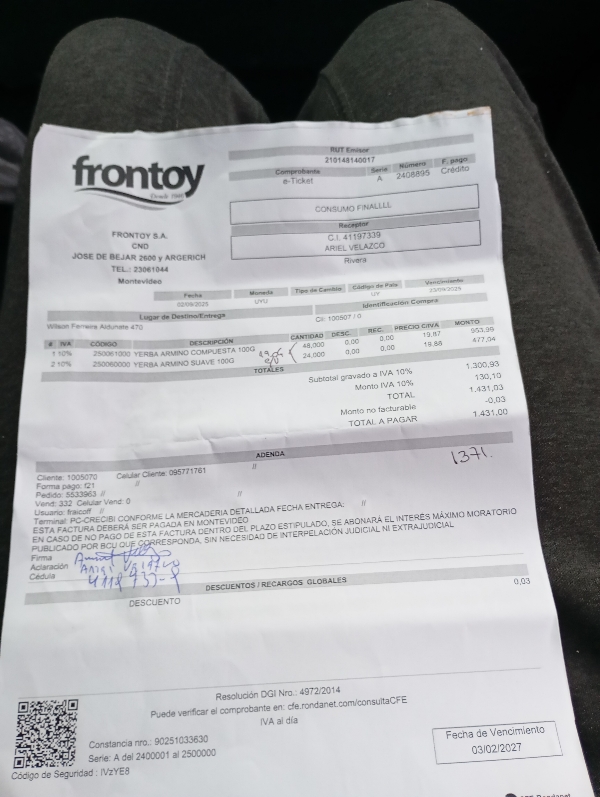 frontoy
Desde 1940
RUT Emisor
210148140017
Comprobante Serie Número F. pago
e-Ticket A 2408895 Crédito
CONSUMO FINALLLL
Receptor
C.I. 41197339
ARIEL VELAZCO
Rivera
FRONTOY S.A.
CND
JOSE DE BEJAR 2600 y ARGERICH
TEL.: 23061044
Montevideo
Fecha Moneda Tipo de Cambio Código de País Vencimiento
02/09/2025 UYU UY
Lugar de Destino/Entrega Identificación Compra
Wilson Ferreira Aldunate 470 Cli: 100507 / 0
# IVA CODIGO DESCRIPCIÓN CANTIDAD DESC. REC. PRECIO C/IVA MONTO
1 10% 250061000 YERBA ARMINO COMPUESTA 100G 48,000 0,00 0,00 19,87 953,99
2 10% 250060000 YERBA ARMINO SUAVE 100G 24,000 0,00 0,00 19,88 477,04
TOTALES
Subtotal gravado a IVA 10% 1.300,93
Monto IVA 10% 130,10
TOTAL 1.431,03
Monto no facturable -0,03
TOTAL A PAGAR 1.431,00
1371.
ADENDA
Cliente: 1005070 Celular Cliente: 095771761 //
Forma pago: f21 //
Pedido: 5533963 // //
Vend: 332 Celular Vend: 0
Usuario: fraicoff //
Terminal: PC-CRECIBI CONFORME LA MERCADERIA DETALLADA FECHA ENTREGA: //
ESTA FACTURA DEBERÁ SER PAGADA EN MONTEVIDEO
EN CASO DE NO PAGO DE ESTA FACTURA DENTRO DEL PLAZO ESTIPULADO, SE ABONARÁ EL INTERÉS MÁXIMO MORATORIO
PUBLICADO POR BCU QUE CORRESPONDA, SIN NECESIDAD DE INTERPELACIÓN JUDICIAL NI EXTRAJUDICIAL
Firma
Aclaración
Cédula
DESCUENTOS / RECARGOS GLOBALES
DESCUENTO 0,03
Resolución DGI Nro.: 4972/2014
Puede verificar el comprobante en: cfe.rondanet.com/consultaCFE
IVA al día
Constancia nro.: 90251033630
Serie: A del 2400001 al 2500000
Código de Seguridad : IVzYE8
Fecha de Vencimiento
03/02/2027